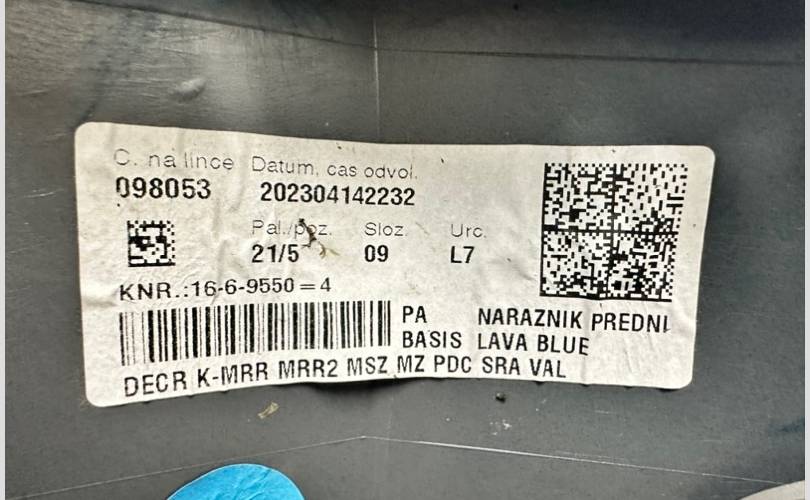 C. na lince Datum, cas odvol.
098053 202304142232
Pal./poz. Sloz. Urc.
21/5 09 L7
KNR.:16-6-9550=4
PA NARAZNIK PREDNI
BASIS LAVA BLUE
DECR K-MRR MRR2 MSZ MZ PDC SRA VAL